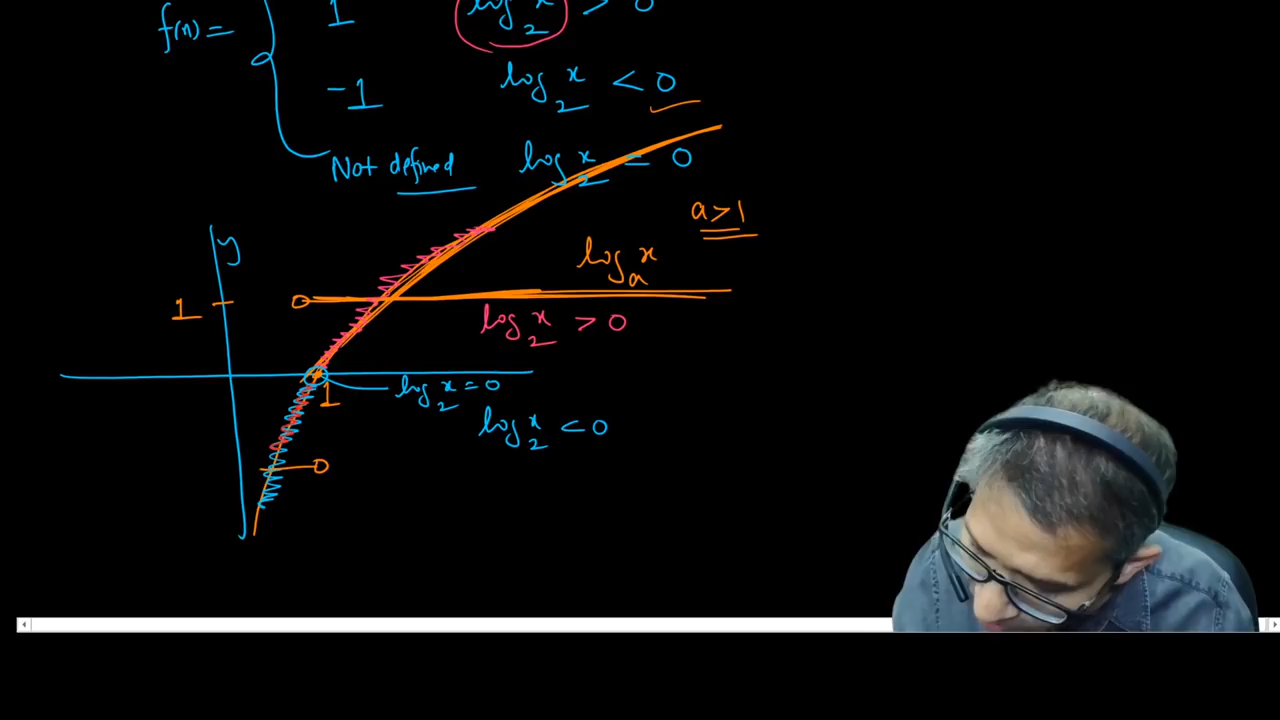 1 log₂x > 0
f(x) =
-1 log₂x < 0
Not defined log₂x = 0
a > 1
y
logₐx
1
log₂x > 0
log₂x = 0
1
log₂x < 0